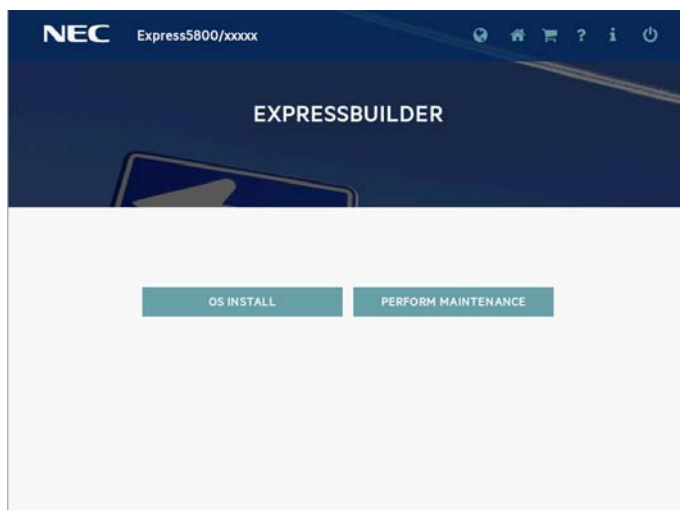 NEC Express5800/xxxxx ? i
EXPRESSBUILDER
OS INSTALL PERFORM MAINTENANCE